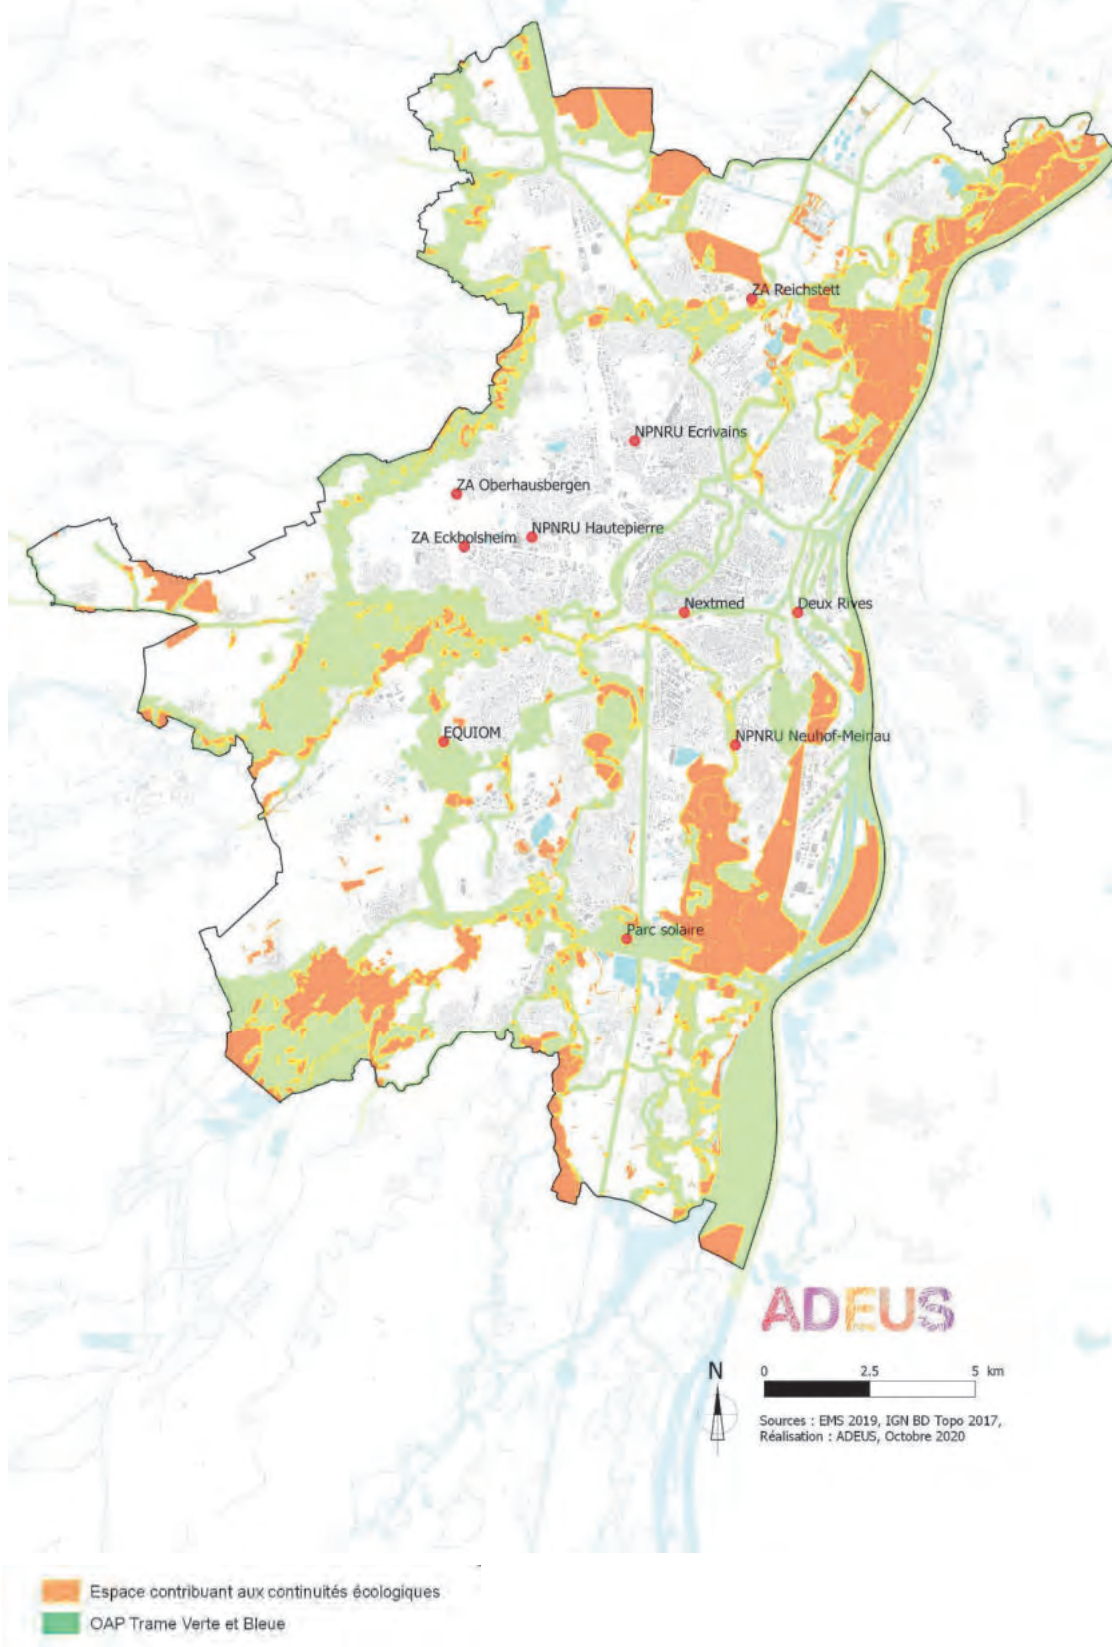 ZA Reichstett
NPNRU Ecrivains
ZA Oberhausbergen
NPNRU Hautepierre
ZA Eckbolsheim
Nextmed
Deux Rives
EQUIOM
NPNRU Neuhof-Meinau
Parc solaire
ADEUS
N
0 2.5 5 km
Sources : EMS 2019, IGN BD Topo 2017,
Réalisation : ADEUS, Octobre 2020
Espace contribuant aux continuités écologiques
OAP Trame Verte et Bleue